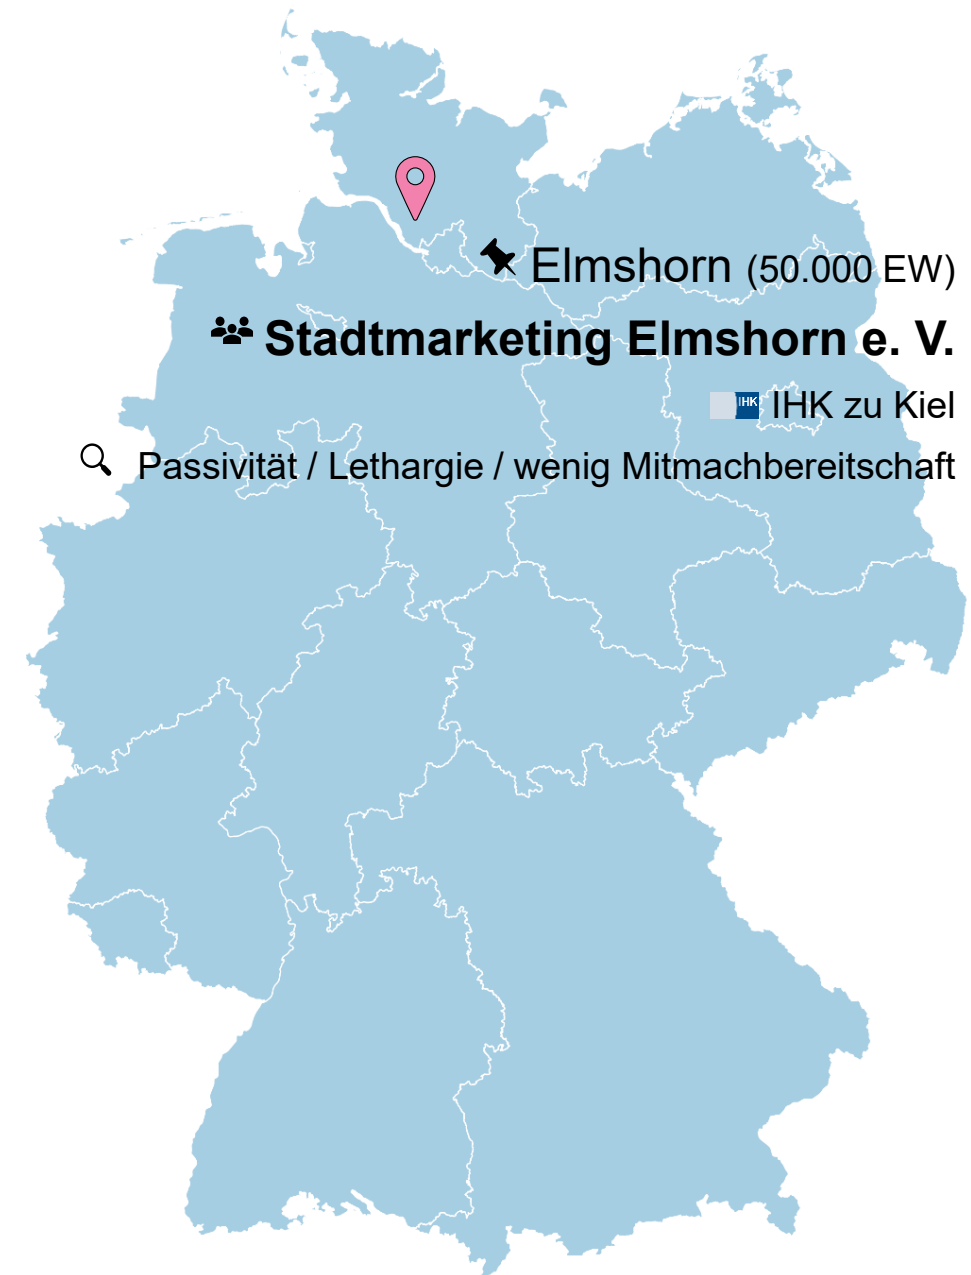 Elmshorn (50.000 EW)
Stadtmarketing Elmshorn e. V.
IHK IHK zu Kiel
Passivität / Lethargie / wenig Mitmachbereitschaft